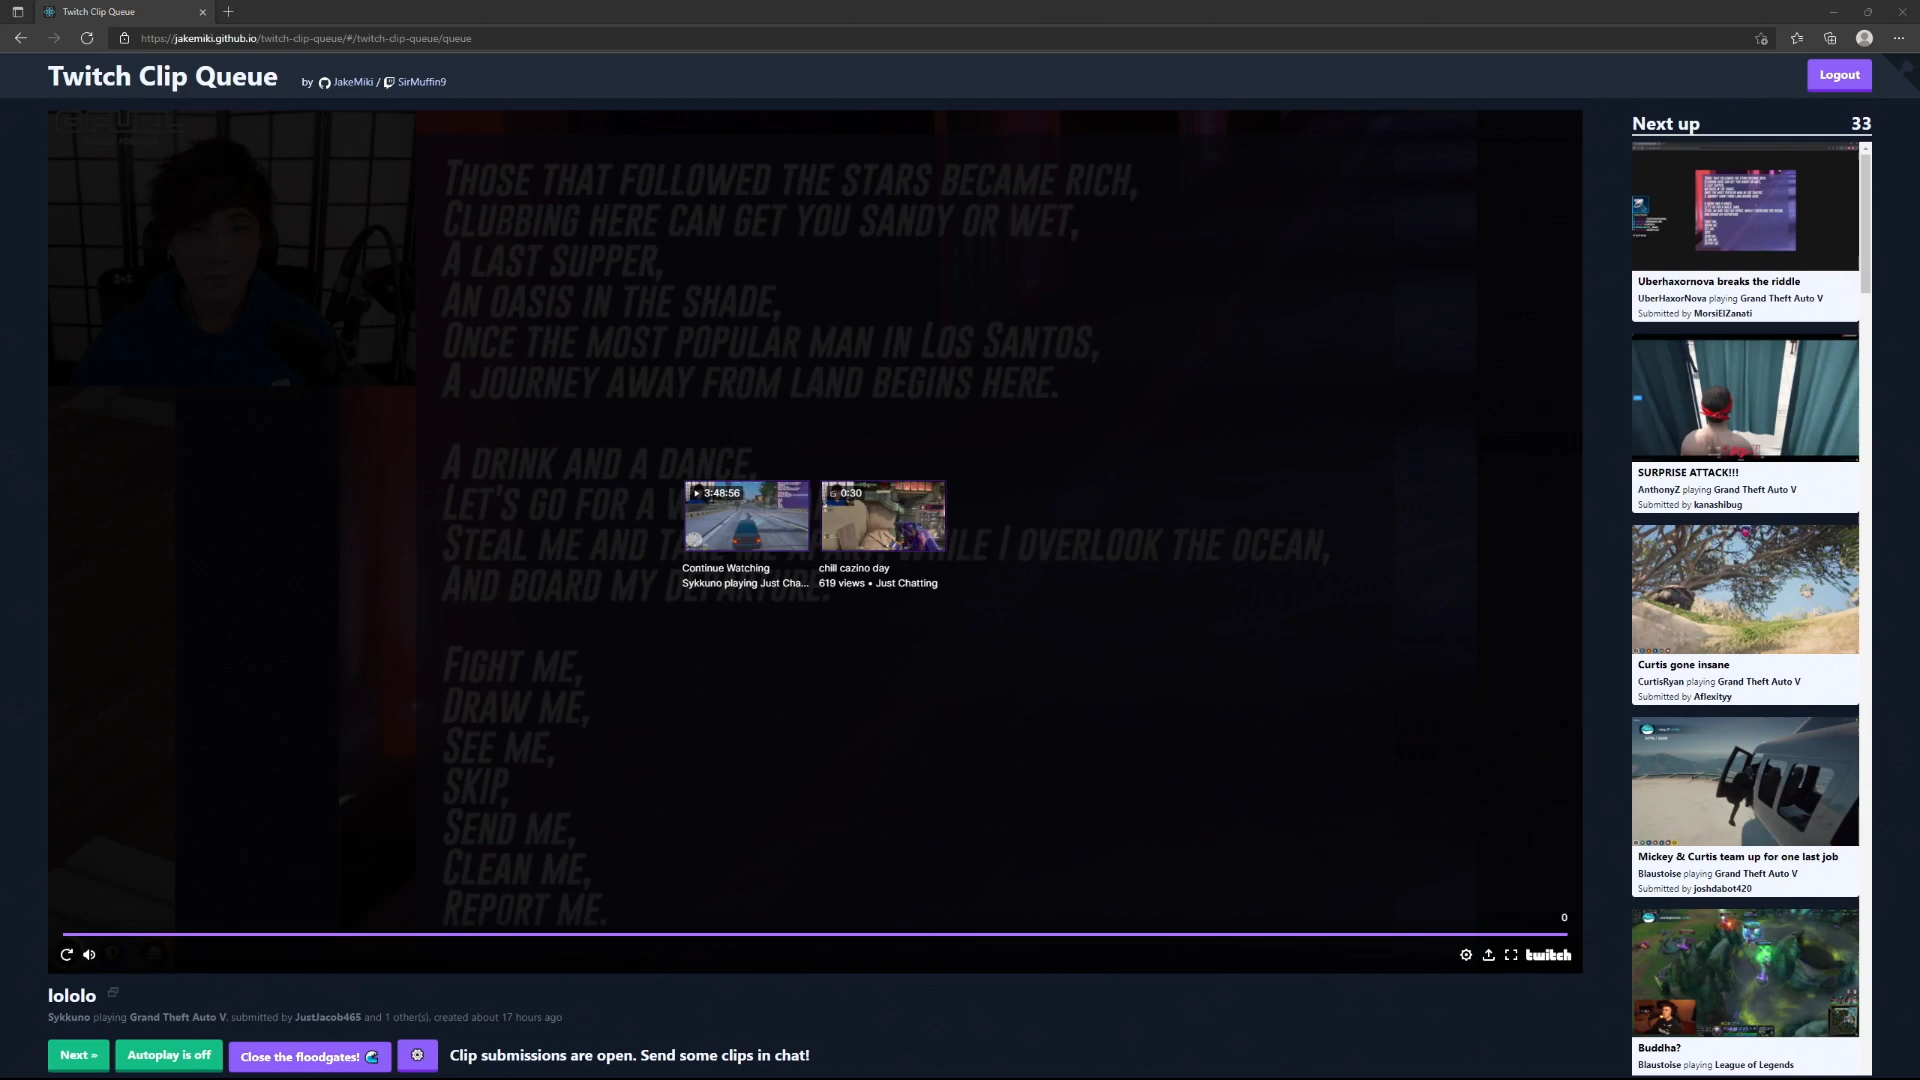 Twitch Clip Queue
https://jakemiki.github.io/twitch-clip-queue/#/twitch-clip-queue/queue
Twitch Clip Queue
by JakeMiki / SirMuffin9
Logout
GFUEL
THOSE THAT FOLLOWED THE STARS BECAME RICH,
CLUBBING HERE CAN GET YOU SANDY OR WET,
A LAST SUPPER,
AN OASIS IN THE SHADE,
ONCE THE MOST POPULAR MAN IN LOS SANTOS,
A JOURNEY AWAY FROM LAND BEGINS HERE.
A DRINK AND A DANCE,
LET'S GO FOR A
STEAL ME AND I OVERLOOK THE OCEAN,
AND BOARD MY DEPARTURE.
3:48:56
Continue Watching
Sykkuno playing Just Cha...
0:30
chill cazino day
619 views • Just Chatting
FIGHT ME,
DRAW ME,
SEE ME,
SKIP,
SEND ME,
CLEAN ME,
REPORT ME.
0
twitch
lololo
Sykkuno playing Grand Theft Auto V, submitted by JustJacob465 and 1 other(s), created about 17 hours ago
Next »
Autoplay is off
Close the floodgates!
Clip submissions are open. Send some clips in chat!
Next up 33
Uberhaxornova breaks the riddle
UberHaxorNova playing Grand Theft Auto V
Submitted by MorsiElZanati
SURPRISE ATTACK!!!
AnthonyZ playing Grand Theft Auto V
Submitted by kanashibug
Curtis gone insane
CurtisRyan playing Grand Theft Auto V
Submitted by Aflexityy
Mickey & Curtis team up for one last job
Blaustoise playing Grand Theft Auto V
Submitted by joshdabot420
Buddha?
Blaustoise playing League of Legends